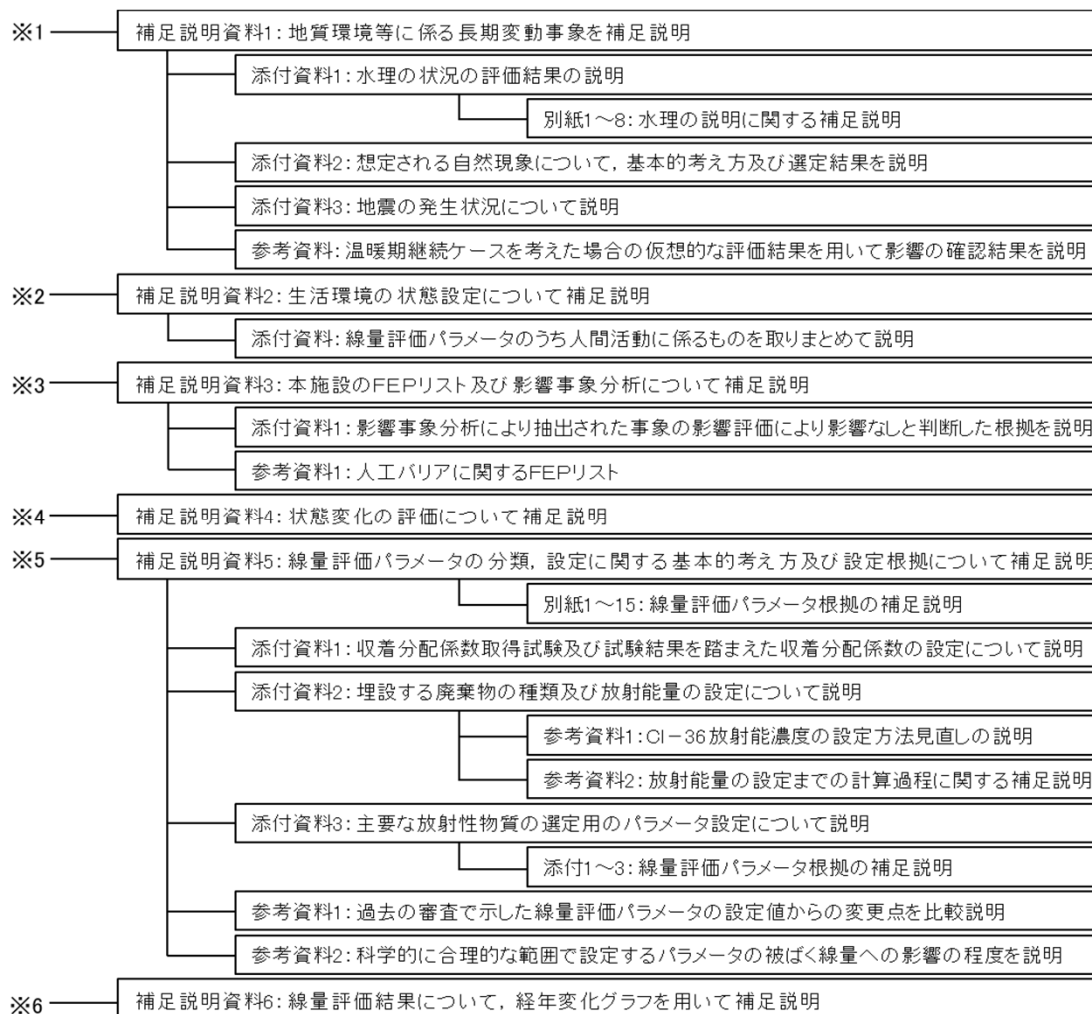 ※1 補足説明資料1:地質環境等に係る長期変動事象を補足説明
添付資料1:水理の状況の評価結果の説明
別紙1～8:水理の説明に関する補足説明
添付資料2:想定される自然現象について,基本的考え方及び選定結果を説明
添付資料3:地震の発生状況について説明
参考資料:温暖期継続ケースを考えた場合の仮想的な評価結果を用いて影響の確認結果を説明
※2 補足説明資料2:生活環境の状態設定について補足説明
添付資料:線量評価パラメータのうち人間活動に係るものを取りまとめて説明
※3 補足説明資料3:本施設のFEPリスト及び影響事象分析について補足説明
添付資料1:影響事象分析により抽出された事象の影響評価により影響なしと判断した根拠を説明
参考資料1:人工バリアに関するFEPリスト
※4 補足説明資料4:状態変化の評価について補足説明
※5 補足説明資料5:線量評価パラメータの分類,設定に関する基本的考え方及び設定根拠について補足説明
別紙1～15:線量評価パラメータ根拠の補足説明
添付資料1:収着分配係数取得試験及び試験結果を踏まえた収着分配係数の設定について説明
添付資料2:埋設する廃棄物の種類及び放射能量の設定について説明
参考資料1:Cl-36放射能濃度の設定方法見直しの説明
参考資料2:放射能量の設定までの計算過程に関する補足説明
添付資料3:主要な放射性物質の選定用のパラメータ設定について説明
添付1～3:線量評価パラメータ根拠の補足説明
参考資料1:過去の審査で示した線量評価パラメータの設定値からの変更点を比較説明
参考資料2:科学的に合理的な範囲で設定するパラメータの被ばく線量への影響の程度を説明
※6 補足説明資料6:線量評価結果について,経年変化グラフを用いて補足説明